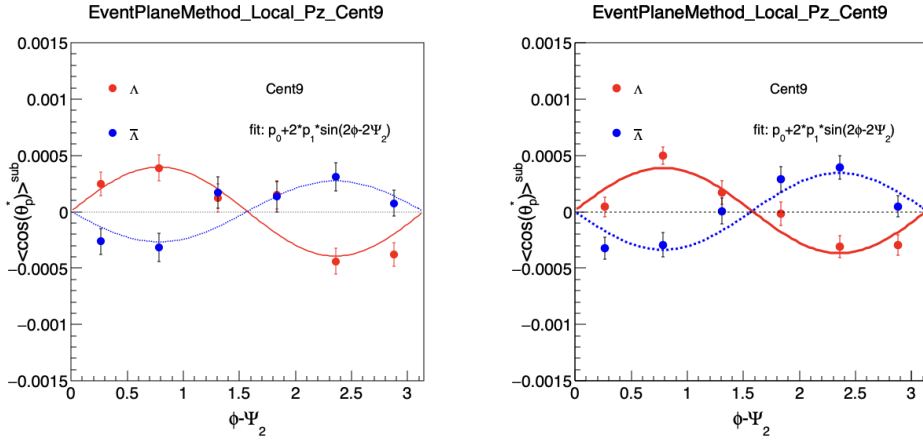 EventPlaneMethod_Local_Pz_Cent9
0.0015
0.001
0.0005
0
−0.0005
−0.001
−0.0015
<cos(θp*)>sub
Λ
Λ̅
Cent9
fit: p0+2*p1*sin(2ϕ-2Ψ2)
0 0.5 1 1.5 2 2.5 3
ϕ-Ψ2
EventPlaneMethod_Local_Pz_Cent9
0.0015
0.001
0.0005
0
−0.0005
−0.001
−0.0015
<cos(θp*)>sub
Λ
Λ̅
Cent9
fit: p0+2*p1*sin(2ϕ-2Ψ2)
0 0.5 1 1.5 2 2.5 3
ϕ-Ψ2